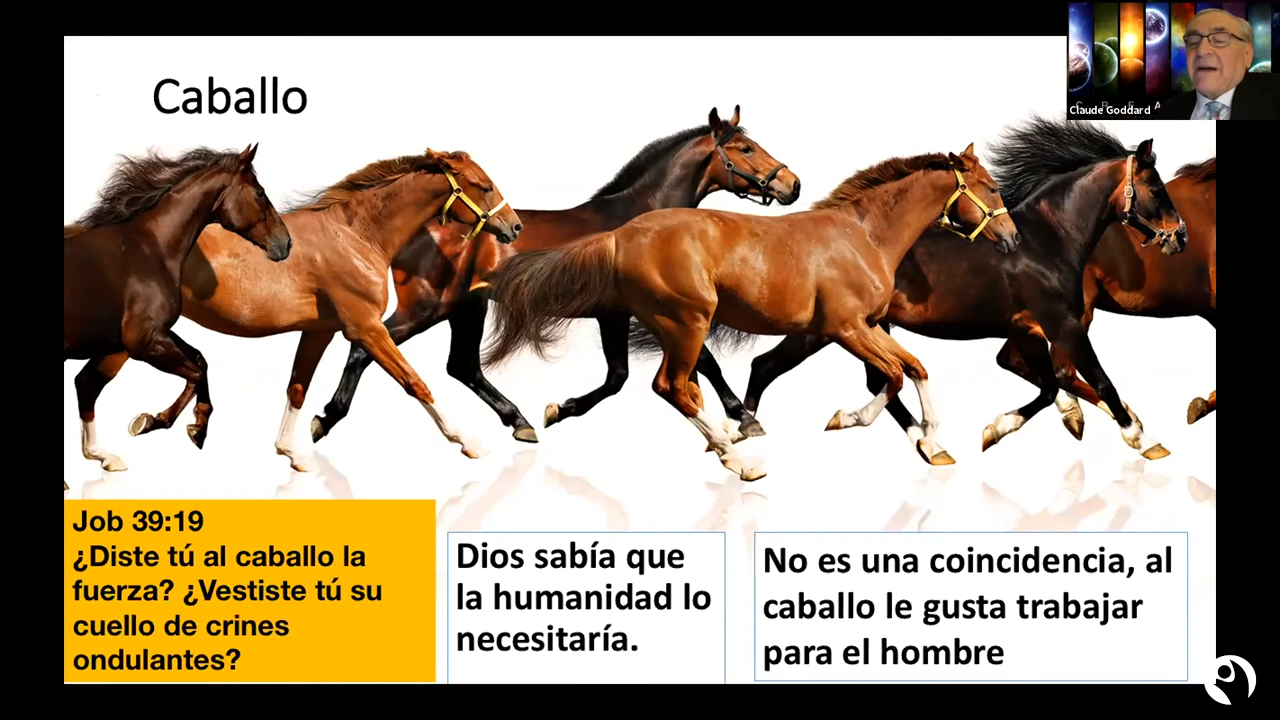 Caballo
Claude Goddard
Job 39:19
¿Diste tú al caballo la
fuerza? ¿Vestiste tú su
cuello de crines
ondulantes?
Dios sabía que
la humanidad lo
necesitaría.
No es una coincidencia, al
caballo le gusta trabajar
para el hombre